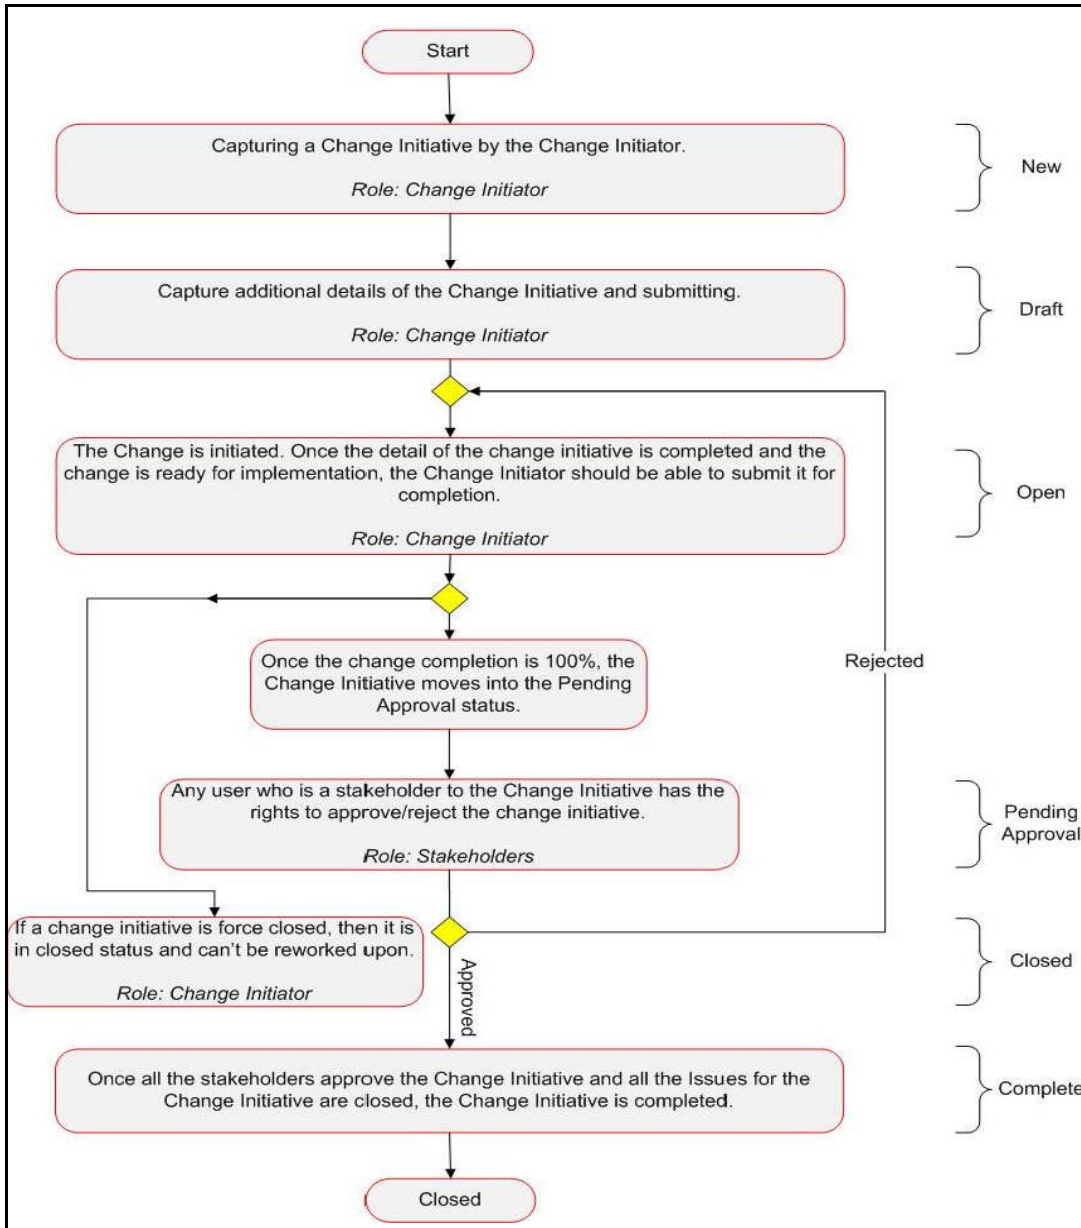 Start
Capturing a Change Initiative by the Change Initiator.
Role: Change Initiator
New
Capture additional details of the Change Initiative and submitting.
Role: Change Initiator
Draft
The Change is initiated. Once the detail of the change initiative is completed and the
change is ready for implementation, the Change Initiator should be able to submit it for
completion.
Role: Change Initiator
Open
Once the change completion is 100%, the
Change Initiative moves into the Pending
Approval status.
Rejected
Any user who is a stakeholder to the Change Initiative has the
rights to approve/reject the change initiative.
Role: Stakeholders
Pending
Approval
If a change initiative is force closed, then it is
in closed status and can't be reworked upon.
Role: Change Initiator
Approved
Closed
Once all the stakeholders approve the Change Initiative and all the Issues for the
Change Initiative are closed, the Change Initiative is completed.
Complete
Closed